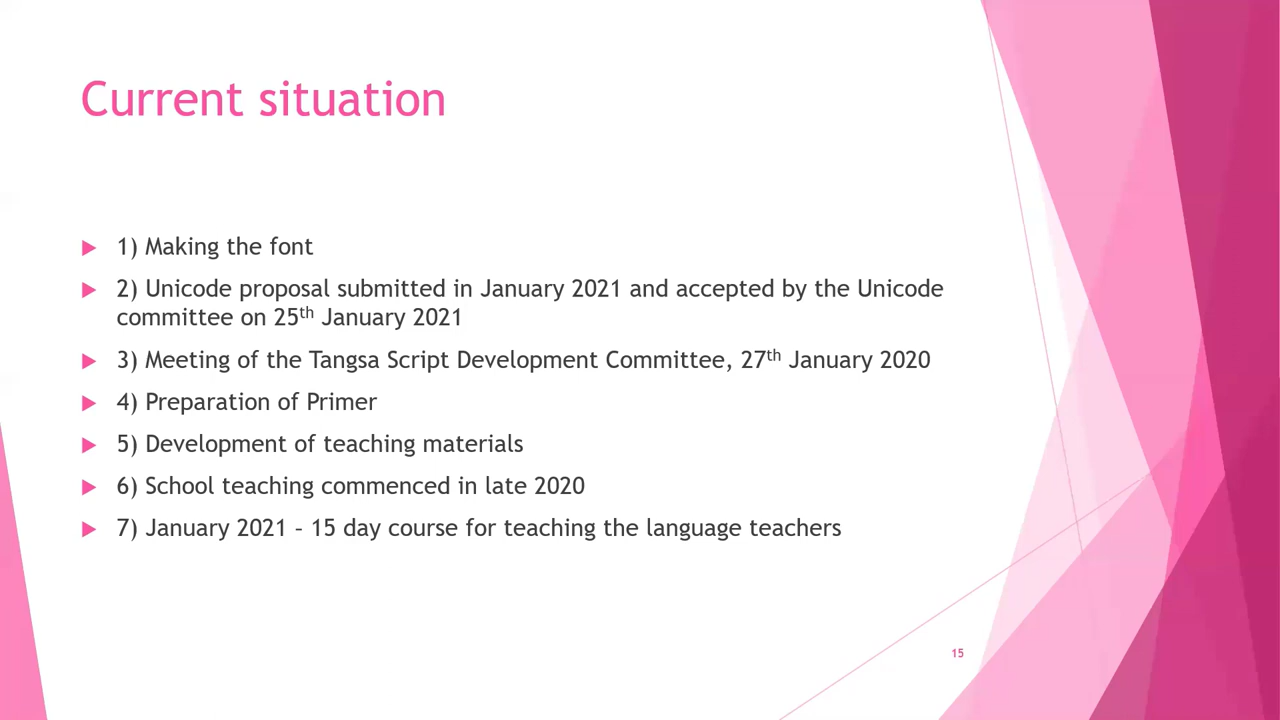 Current situation
1) Making the font
2) Unicode proposal submitted in January 2021 and accepted by the Unicode
committee on 25th January 2021
3) Meeting of the Tangsa Script Development Committee, 27th January 2020
4) Preparation of Primer
5) Development of teaching materials
6) School teaching commenced in late 2020
7) January 2021 – 15 day course for teaching the language teachers
15